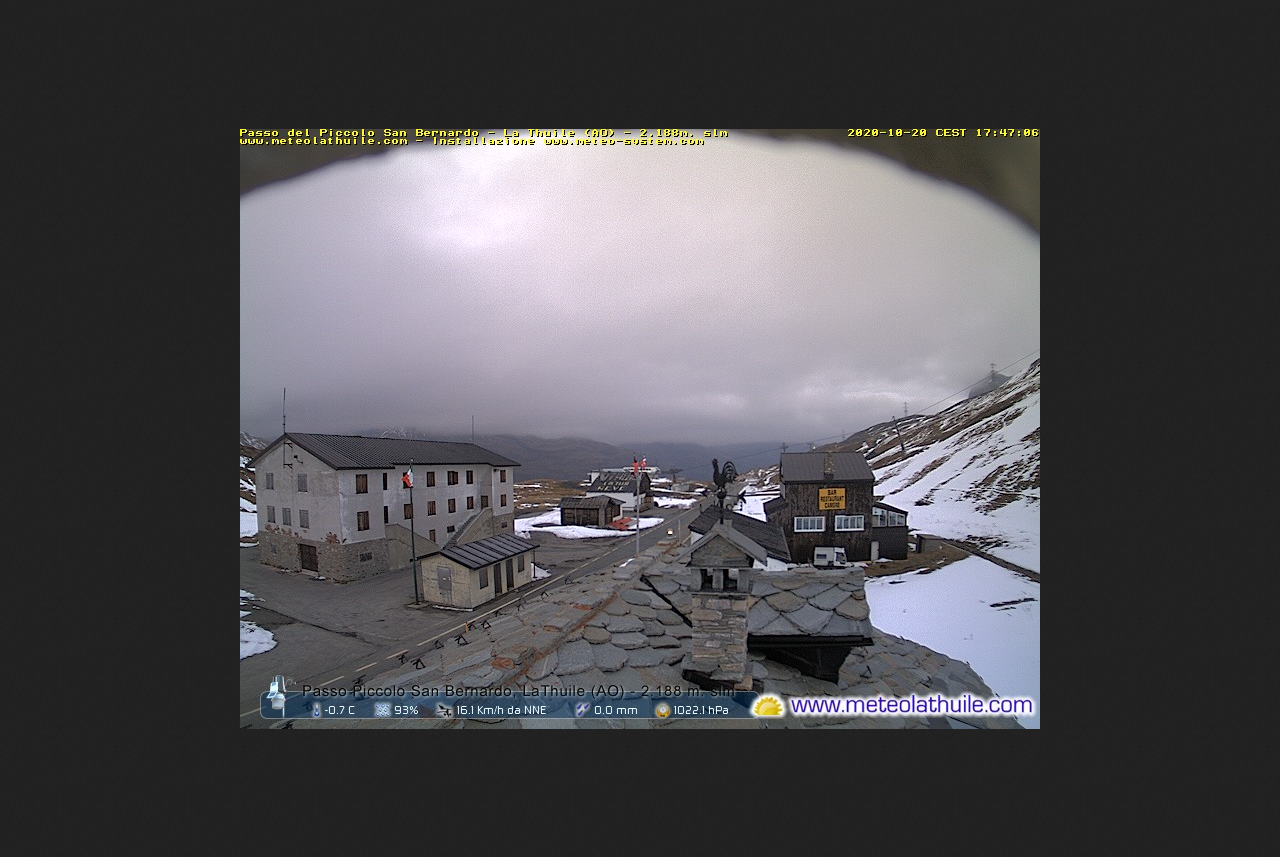 Passo del Piccolo San Bernardo - La Thuile (AO) - 2.188m. slm
2020-10-20 CEST 17:47:06
www.meteolathuile.com - Installazione www.meteo-system.com
BAR
RESTAURANT
Passo Piccolo San Bernardo, LaThuile (AO) - 2.188 m. slm
-0.7 C 93% 16.1 Km/h da NNE 0.0 mm 1022.1 hPa
www.meteolathuile.com